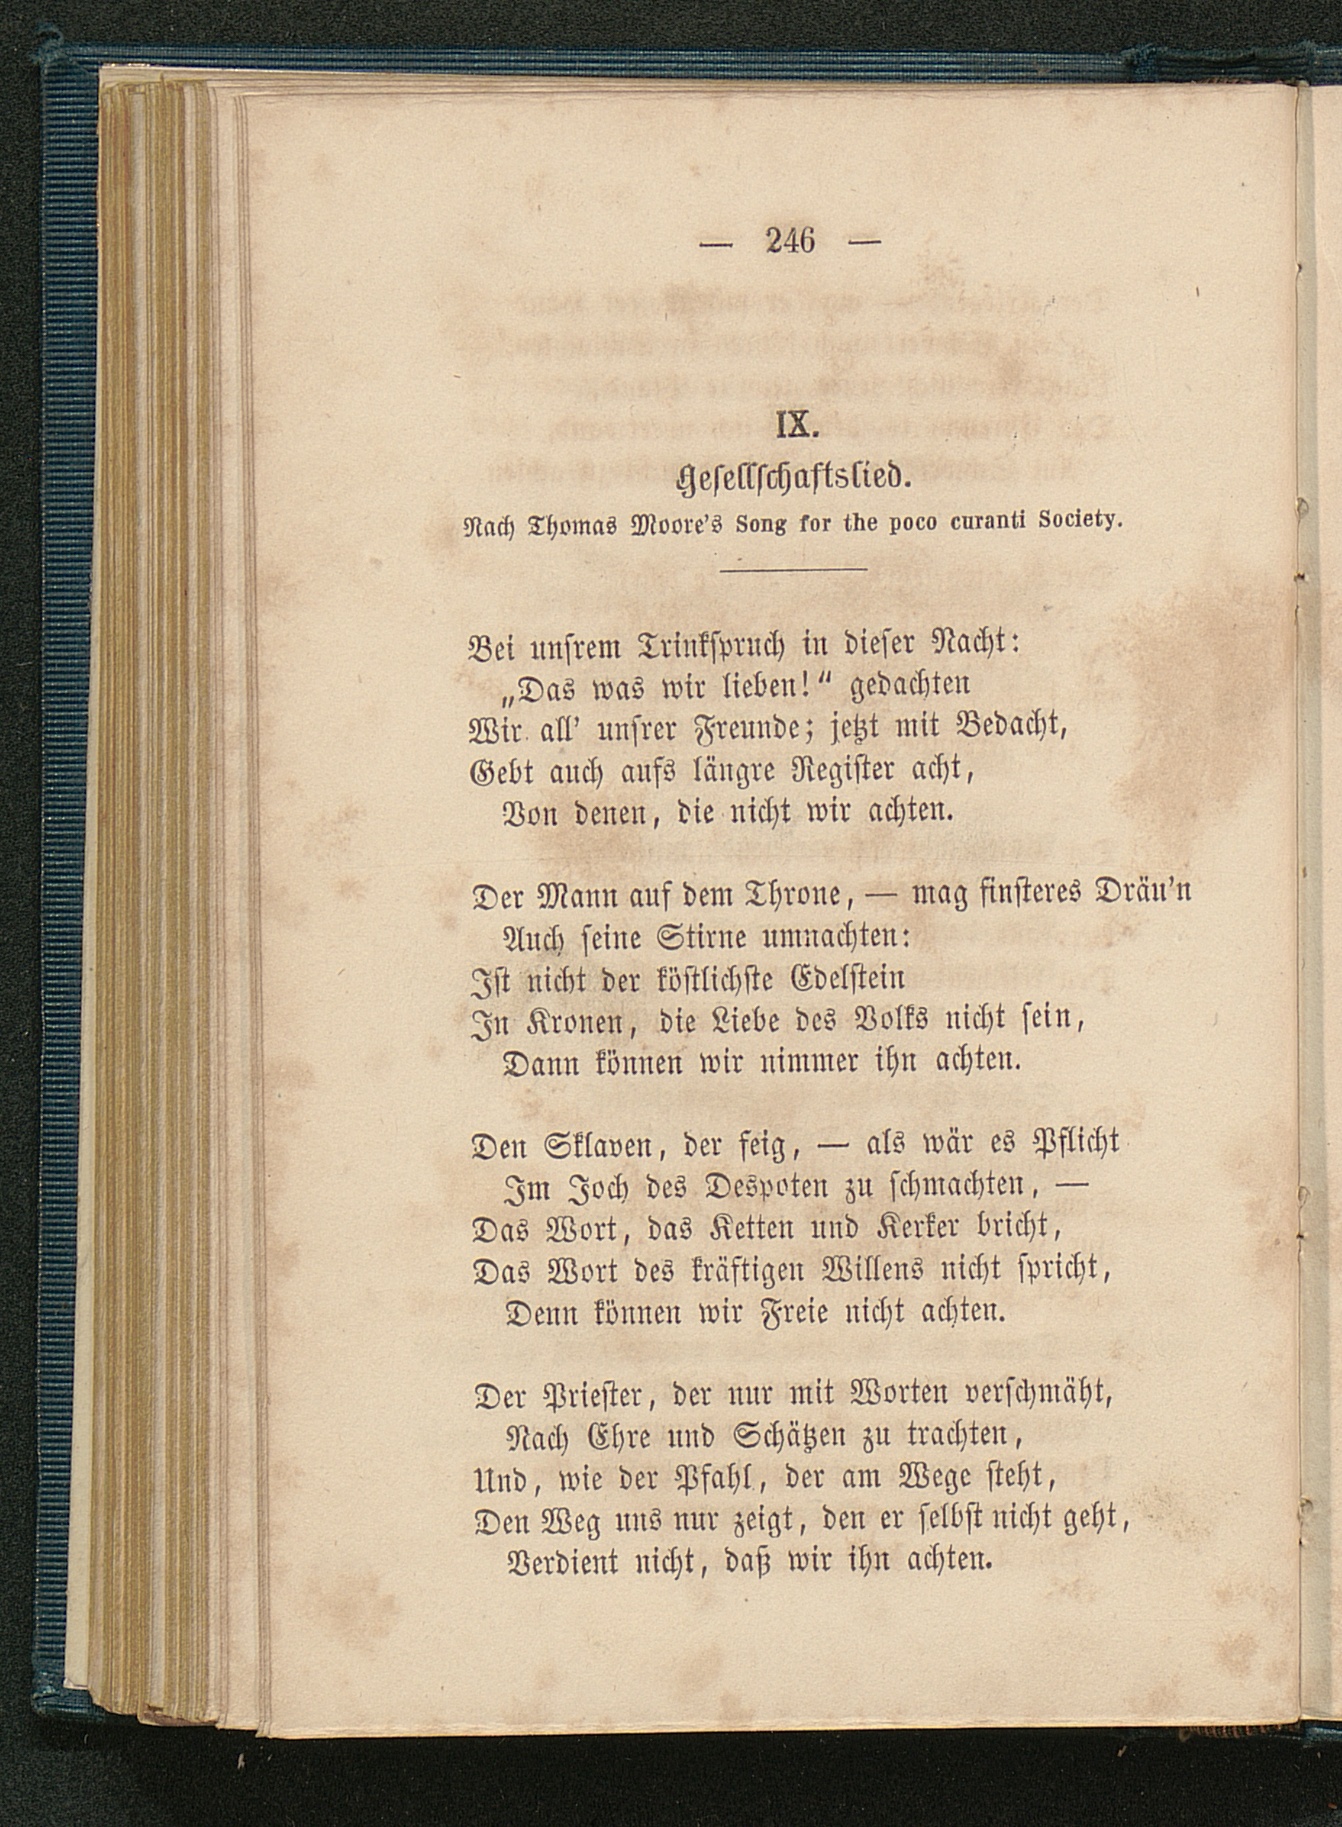 — 246 —
IX.
Gesellschaftslied.
Nach Thomas Moore's Song for the poco curanti Society.
Bei unsrem Trinkspruch in dieser Nacht:
„Das was wir lieben!“ gedachten
Wir all' unsrer Freunde; jetzt mit Bedacht,
Gebt auch aufs längre Register acht,
Von denen, die nicht wir achten.
Der Mann auf dem Throne, — mag finsteres Dräu'n
Auch seine Stirne umnachten:
Ist nicht der köstlichste Edelstein
In Kronen, die Liebe des Volks nicht sein,
Dann können wir nimmer ihn achten.
Den Sklaven, der feig, — als wär es Pflicht
Im Joch des Despoten zu schmachten, —
Das Wort, das Ketten und Kerker bricht,
Das Wort des kräftigen Willens nicht spricht,
Denn können wir Freie nicht achten.
Der Priester, der nur mit Worten verschmäht,
Nach Ehre und Schätzen zu trachten,
Und, wie der Pfahl, der am Wege steht,
Den Weg uns nur zeigt, den er selbst nicht geht,
Verdient nicht, daß wir ihn achten.